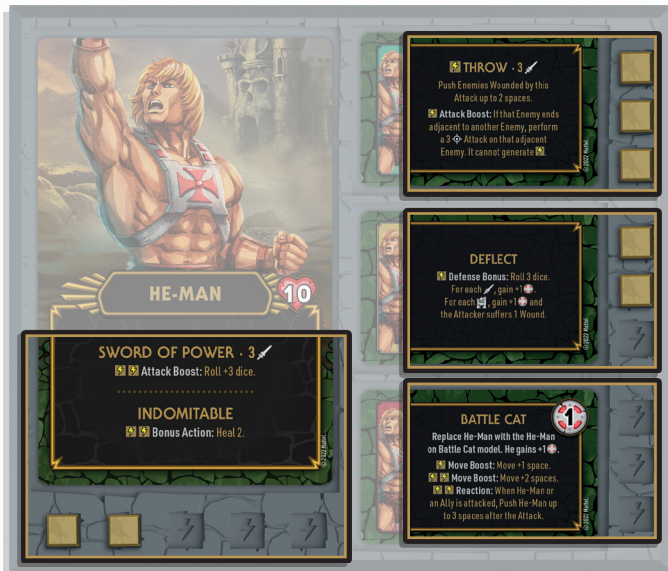 HE-MAN
10
SWORD OF POWER · 3
Attack Boost: Roll +3 dice.
INDOMITABLE
Bonus Action: Heal 2.
©2022 Mattel.
THROW · 3
Push Enemies Wounded by this
Attack up to 2 spaces.
Attack Boost: If that Enemy ends
adjacent to another Enemy, perform
a 3 Attack on that adjacent
Enemy. It cannot generate .
©2022 Mattel.
DEFLECT
Defense Bonus: Roll 3 dice.
For each , gain +1 .
For each , gain +1 and
the Attacker suffers 1 Wound.
©2022 Mattel.
BATTLE CAT
1
Replace He-Man with the He-Man
on Battle Cat model. He gains +1 .
Move Boost: Move +1 space.
Move Boost: Move +2 spaces.
Reaction: When He-Man or
an Ally is attacked, Push He-Man up
to 3 spaces after the Attack.
©2022 Mattel.